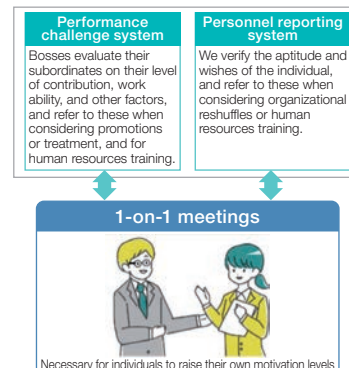 Performance
challenge system
Bosses evaluate their
subordinates on their level
of contribution, work
ability, and other factors,
and refer to these when
considering promotions
or treatment, and for
human resources training.
Personnel reporting
system
We verify the aptitude and
wishes of the individual,
and refer to these when
considering organizational
reshuffles or human
resources training.
1-on-1 meetings
Necessary for individuals to raise their own motivation levels